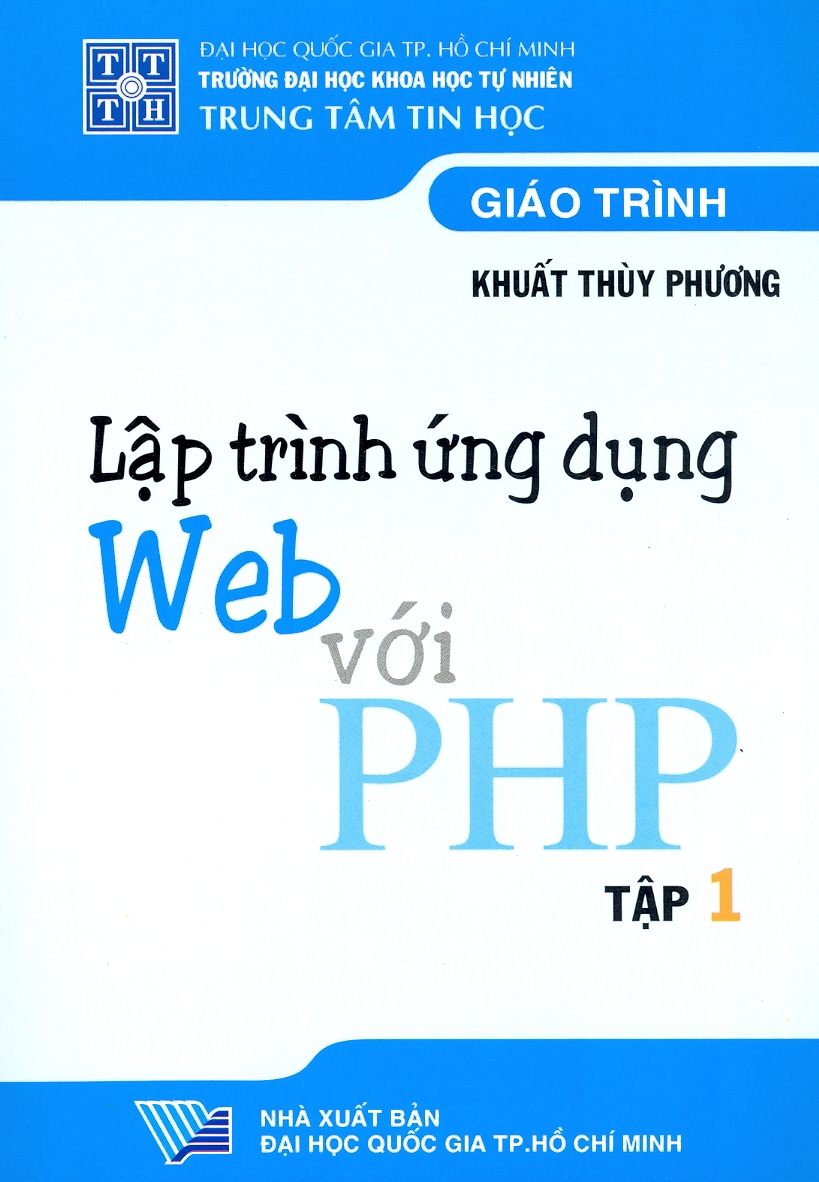 T T
T H
ĐẠI HỌC QUỐC GIA TP. HỒ CHÍ MINH
TRƯỜNG ĐẠI HỌC KHOA HỌC TỰ NHIÊN
TRUNG TÂM TIN HỌC
GIÁO TRÌNH
KHUẤT THÙY PHƯƠNG
Lập trình ứng dụng
Web
với
PHP
TẬP 1
NHÀ XUẤT BẢN
ĐẠI HỌC QUỐC GIA TP.HỒ CHÍ MINH